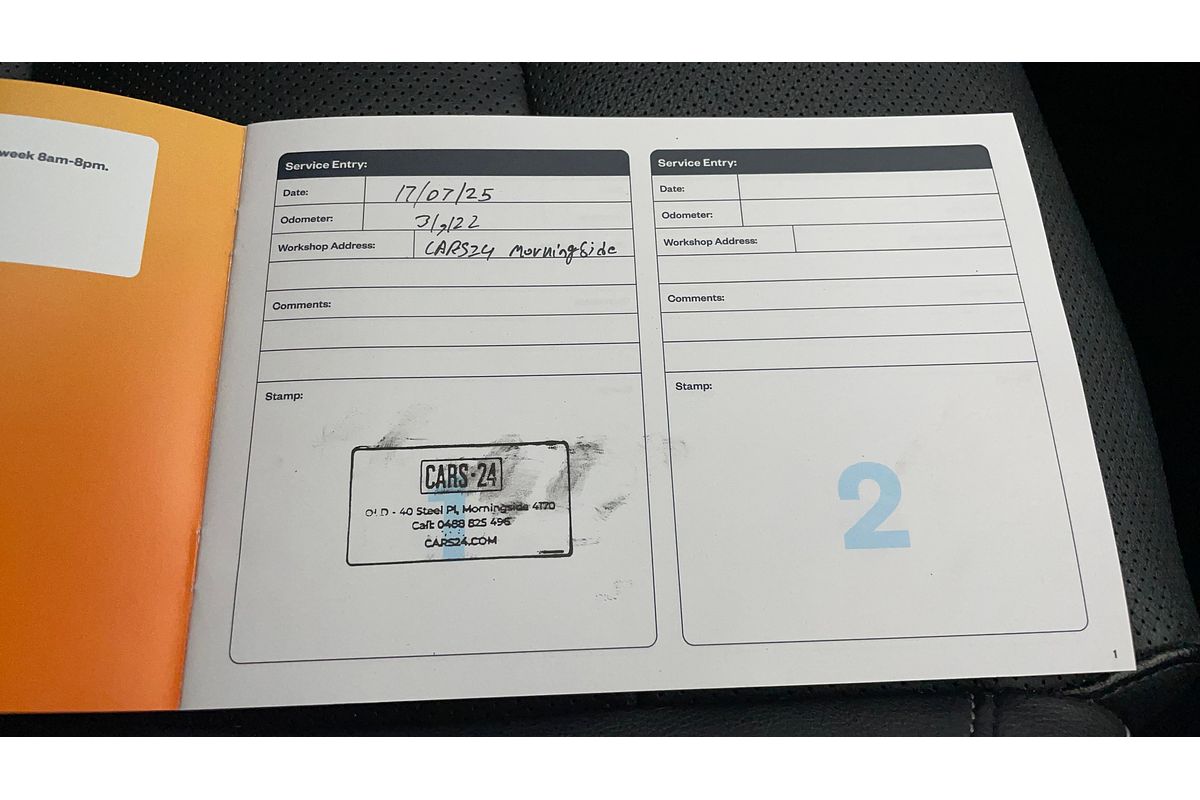 week 8am-8pm.
Service Entry:
Date: 17/07/25
Odometer:
Workshop Address: CARS24 Morningside
Comments:
Stamp:
CARS·24
- 40 Steel Pl, Morningside 4170
Call: 0488 825 496
CARS24.COM
1
Service Entry:
Date:
Odometer:
Workshop Address:
Comments:
Stamp:
2
1